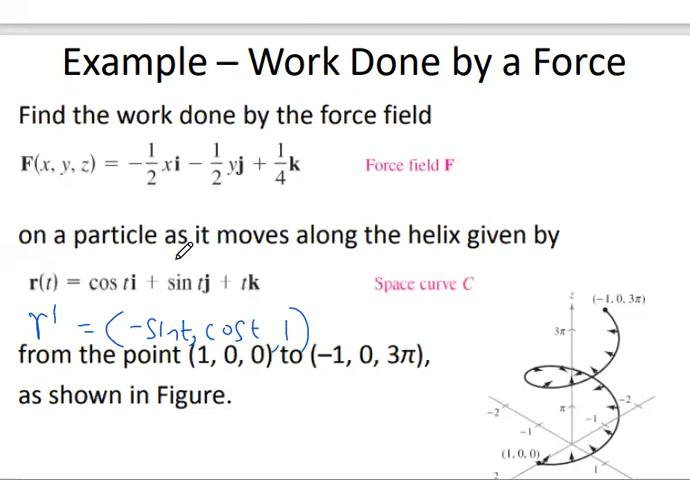 Example – Work Done by a Force
Find the work done by the force field
F(x, y, z) = −1/2 xi − 1/2 yj + 1/4 k
Force field F
on a particle as it moves along the helix given by
r(t) = cos ti + sin tj + tk
Space curve C
r' = (-sint, cost, 1)
from the point (1, 0, 0) to (–1, 0, 3π),
as shown in Figure.
z
(−1, 0, 3π)
3π
π
−2
−2
−1
−1
(1, 0, 0)
2
1